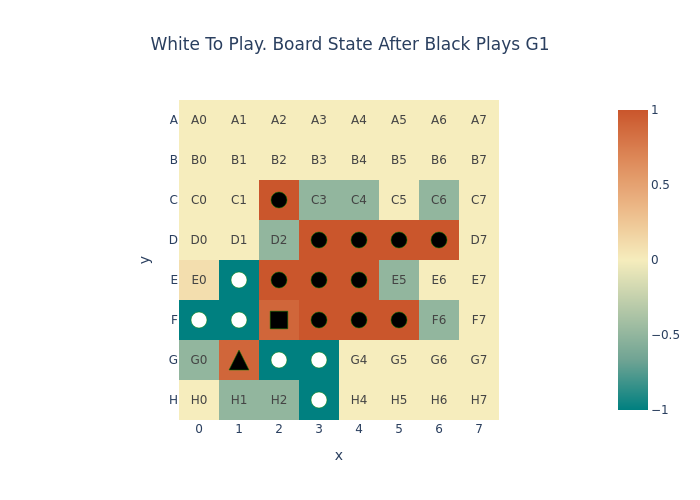 White To Play. Board State After Black Plays G1
A A0 A1 A2 A3 A4 A5 A6 A7
B B0 B1 B2 B3 B4 B5 B6 B7
C C0 C1 C3 C4 C5 C6 C7
D D0 D1 D2 D7
E E0 E5 E6 E7
F F6 F7
G G0 G4 G5 G6 G7
H H0 H1 H2 H4 H5 H6 H7
0 1 2 3 4 5 6 7
x
y
1
0.5
0
−0.5
−1